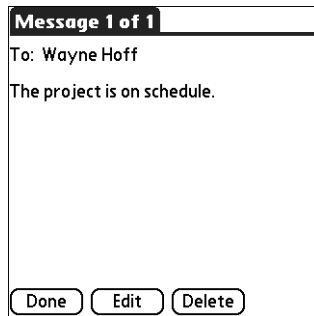 Message 1 of 1
To: Wayne Hoff
The project is on schedule.
Done Edit Delete